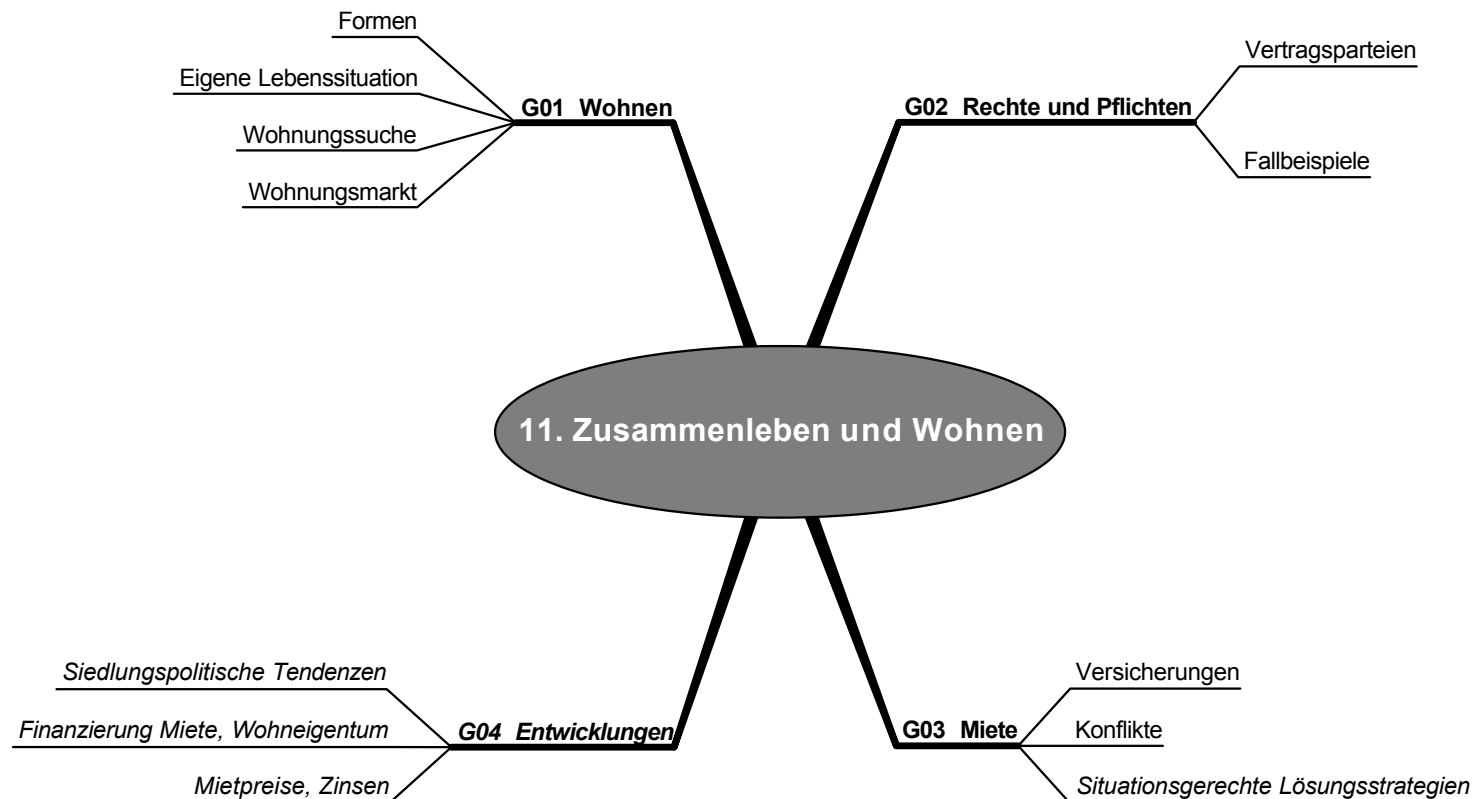 Formen
Eigene Lebenssituation
Wohnungssuche
Wohnungsmarkt
G01 Wohnen
G02 Rechte und Pflichten
Vertragsparteien
Fallbeispiele
11. Zusammenleben und Wohnen
Siedlungspolitische Tendenzen
Finanzierung Miete, Wohneigentum
Mietpreise, Zinsen
G04 Entwicklungen
G03 Miete
Versicherungen
Konflikte
Situationsgerechte Lösungsstrategien